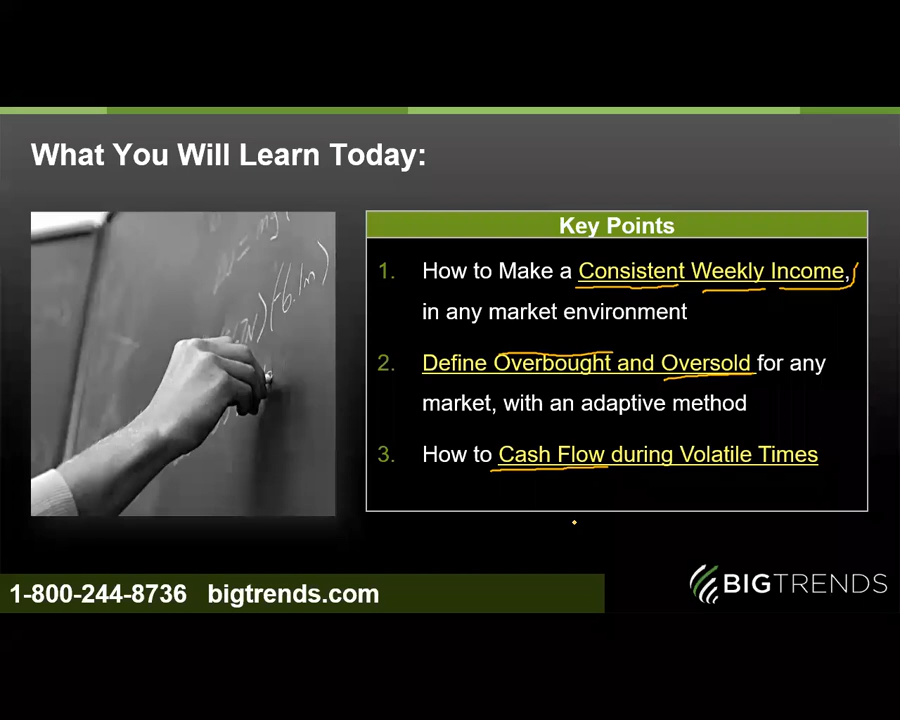 What You Will Learn Today:
Key Points
1. How to Make a Consistent Weekly Income,
in any market environment
2. Define Overbought and Oversold for any
market, with an adaptive method
3. How to Cash Flow during Volatile Times
(-6.1m)
1-800-244-8736 bigtrends.com
BIGTRENDS